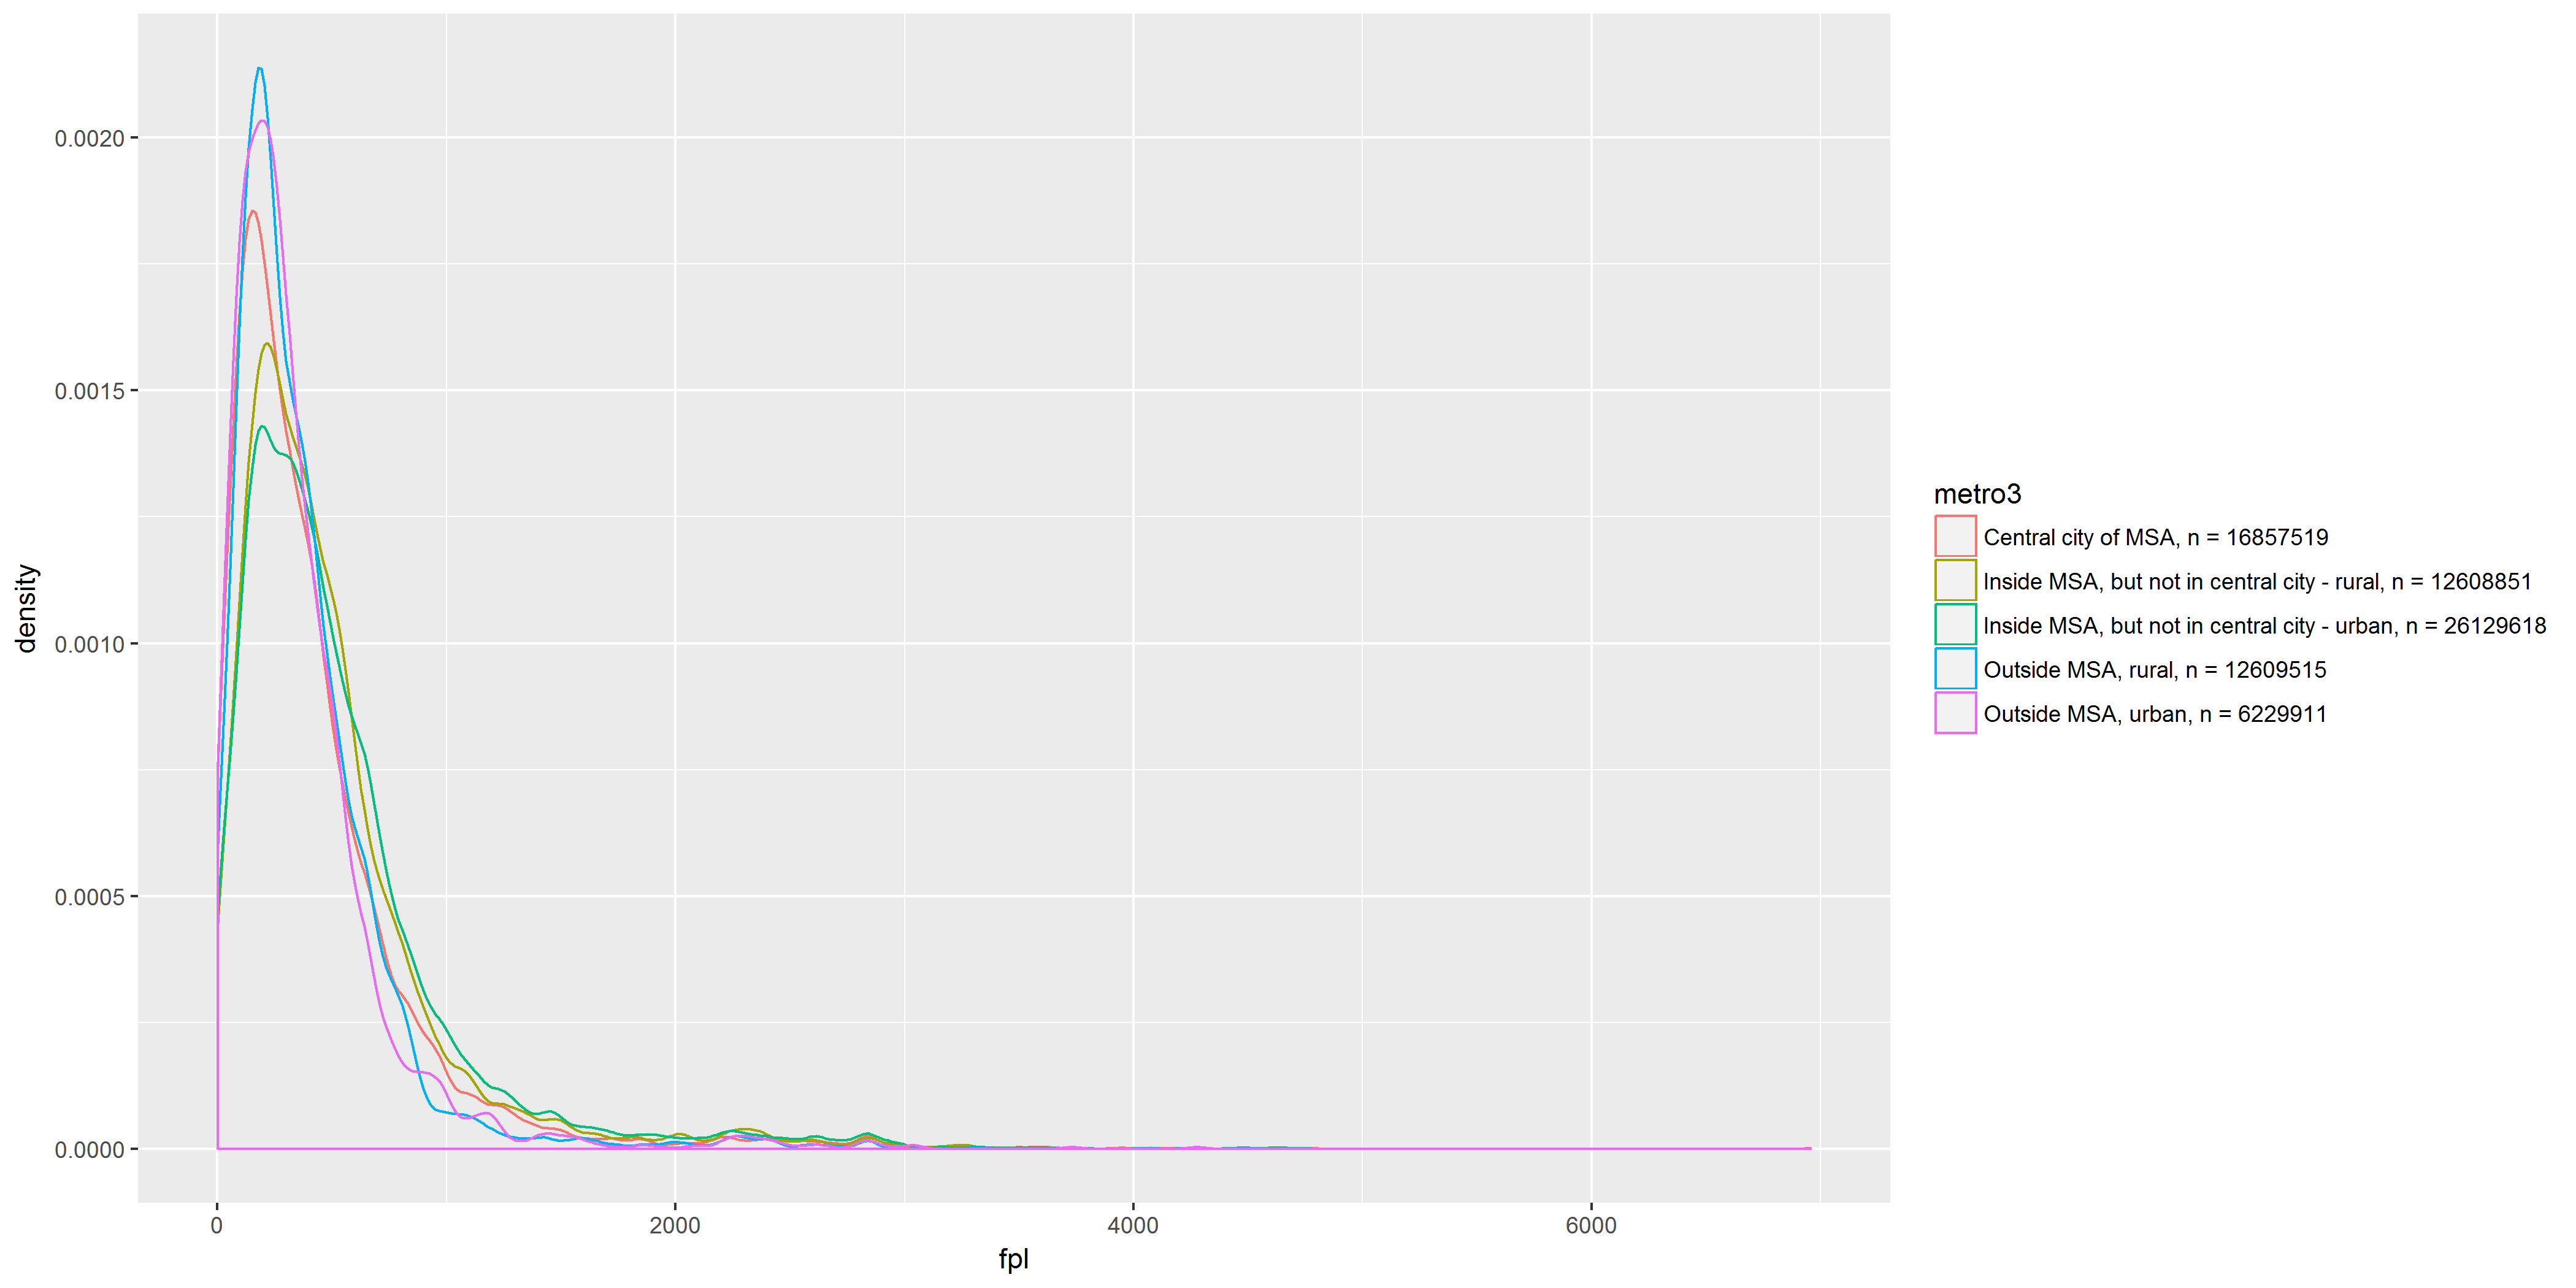 0.0020
0.0015
0.0010
0.0005
0.0000
density
0 2000 4000 6000
fpl
metro3
Central city of MSA, n = 16857519
Inside MSA, but not in central city - rural, n = 12608851
Inside MSA, but not in central city - urban, n = 26129618
Outside MSA, rural, n = 12609515
Outside MSA, urban, n = 6229911